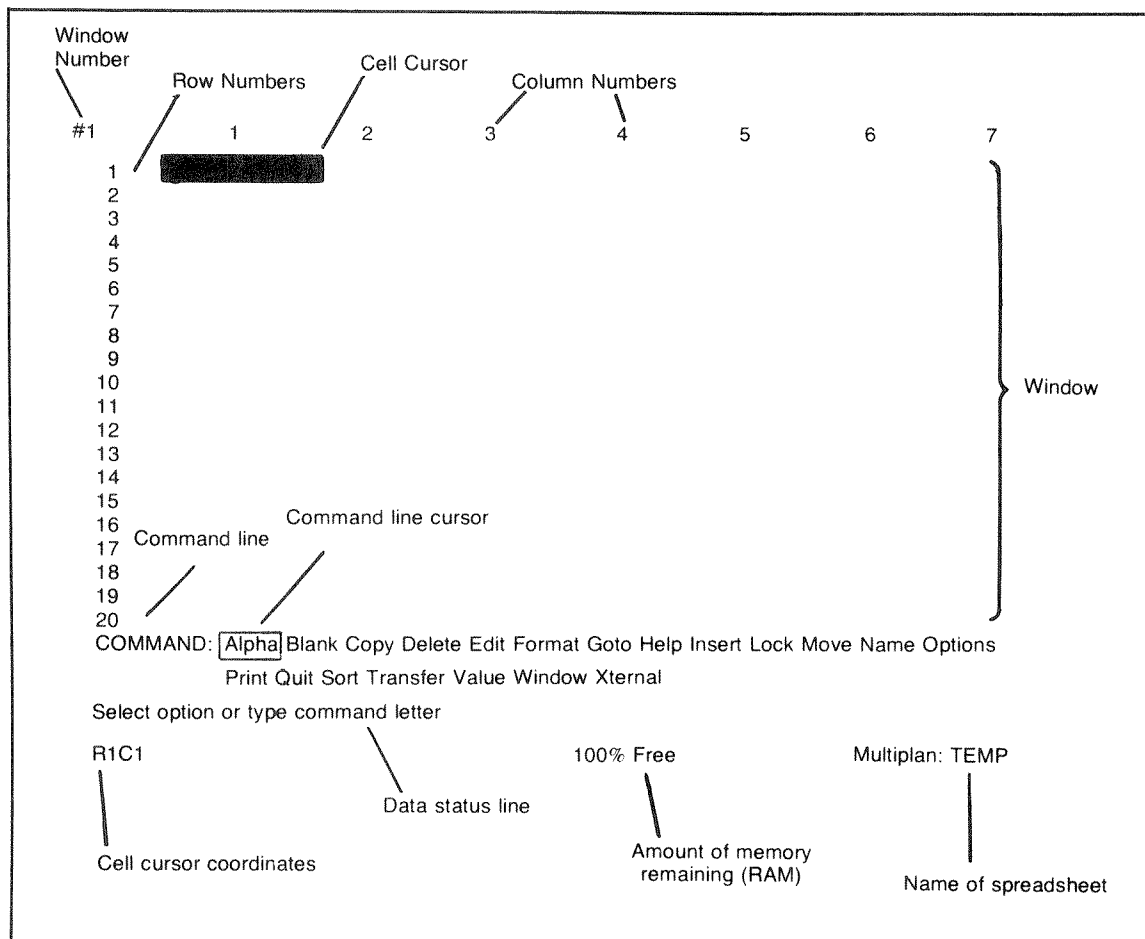 Window
Number
Row Numbers
Cell Cursor
Column Numbers
#1 1 2 3 4 5 6 7
1
2
3
4
5
6
7
8
9
10
11
12
13
14
15
16
17
18
19
20
Window
Command line
Command line cursor
COMMAND: Alpha Blank Copy Delete Edit Format Goto Help Insert Lock Move Name Options
Print Quit Sort Transfer Value Window Xternal
Select option or type command letter
R1C1 100% Free Multiplan: TEMP
Data status line
Cell cursor coordinates
Amount of memory
remaining (RAM)
Name of spreadsheet